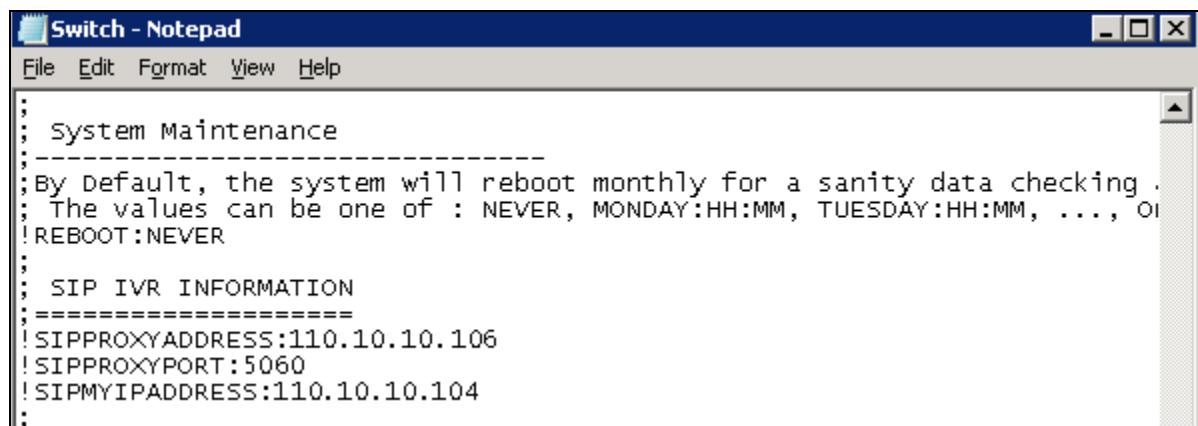 Switch - Notepad
File Edit Format View Help
;
; System Maintenance
;--------------------------------
;By Default, the system will reboot monthly for a sanity data checking
; The values can be one of : NEVER, MONDAY:HH:MM, TUESDAY:HH:MM, ...,
!REBOOT:NEVER
;
; SIP IVR INFORMATION
;====================
!SIPPROXYADDRESS:110.10.10.106
!SIPPROXYPORT:5060
!SIPMYIPADDRESS:110.10.10.104
;